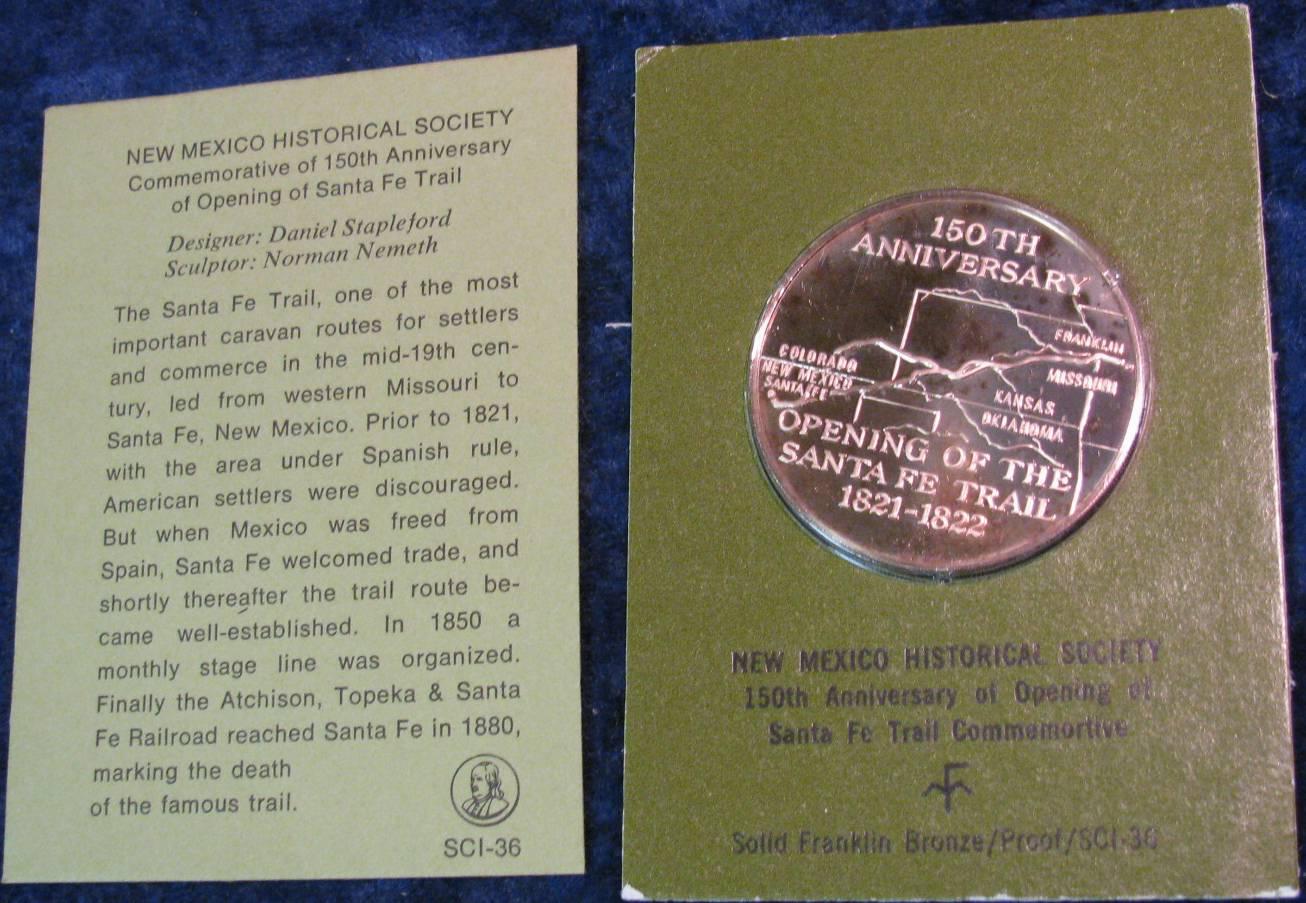 NEW MEXICO HISTORICAL SOCIETY
Commemorative of 150th Anniversary
of Opening of Santa Fe Trail
Designer: Daniel Stapleford
Sculptor: Norman Nemeth
The Santa Fe Trail, one of the most
important caravan routes for settlers
and commerce in the mid-19th cen-
tury, led from western Missouri to
Santa Fe, New Mexico. Prior to 1821,
with the area under Spanish rule,
American settlers were discouraged.
But when Mexico was freed from
Spain, Santa Fe welcomed trade, and
shortly thereafter the trail route be-
came well-established. In 1850 a
monthly stage line was organized.
Finally the Atchison, Topeka & Santa
Fe Railroad reached Santa Fe in 1880,
marking the death
of the famous trail.
SCI-36
150TH
ANNIVERSARY
FRANKLIN
COLORADO
NEW MEXICO
SANTA FE
MISSOURI
KANSAS
OKLAHOMA
OPENING OF THE
SANTA FE TRAIL
1821-1822
NEW MEXICO HISTORICAL SOCIETY
150th Anniversary of Opening of
Santa Fe Trail Commemortive
Solid Franklin Bronze/Proof/SCI-36